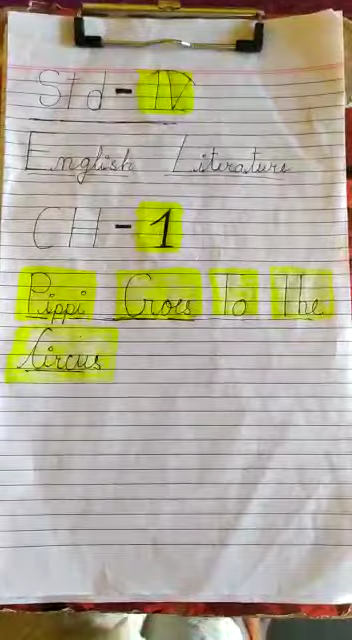 Std - IV
English Literature
CH - 1
Pippi Goes To The
Circus